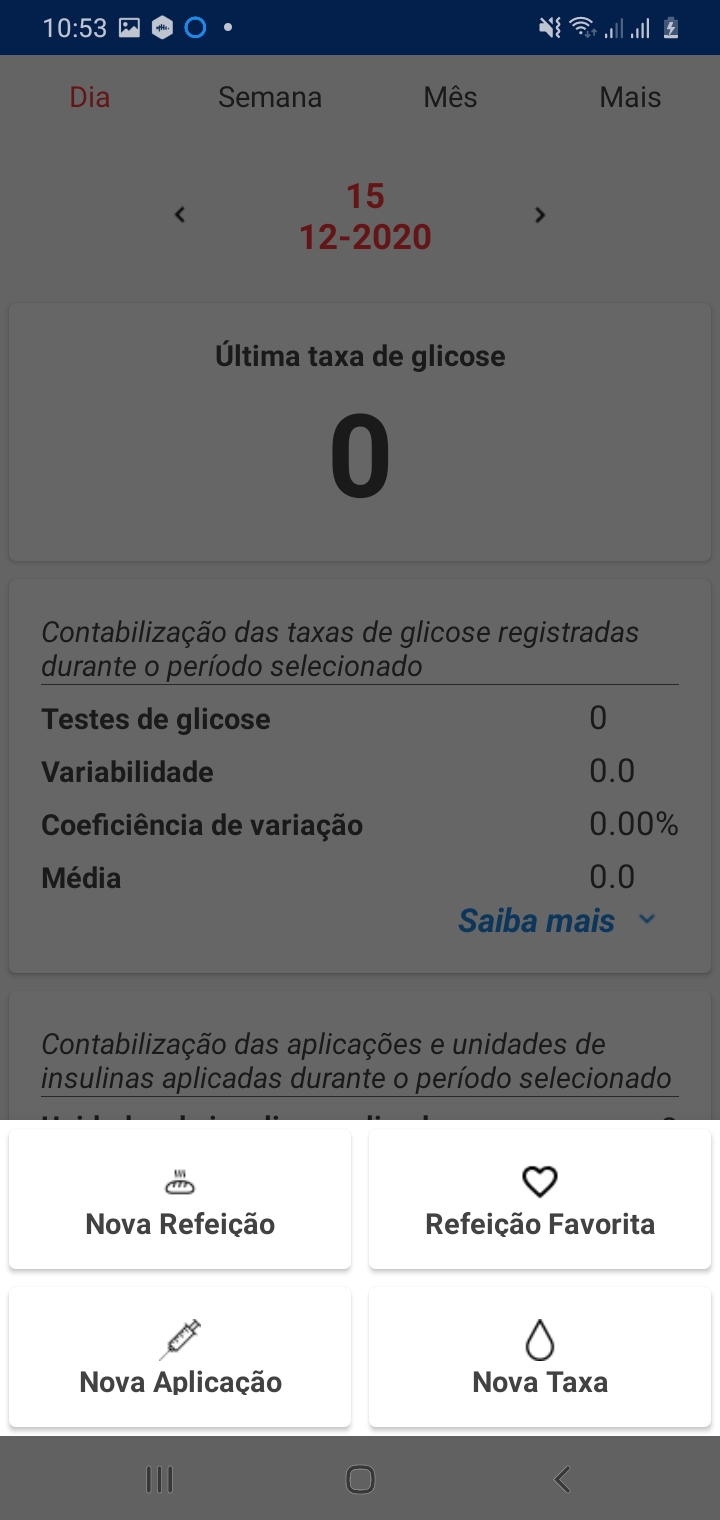 10:53
Dia Semana Mês Mais
15
12-2020
Última taxa de glicose
0
Contabilização das taxas de glicose registradas
durante o período selecionado
Testes de glicose 0
Variabilidade 0.0
Coeficiência de variação 0.00%
Média 0.0
Saiba mais
Contabilização das aplicações e unidades de
insulinas aplicadas durante o período selecionado
Nova Refeição Refeição Favorita
Nova Aplicação Nova Taxa